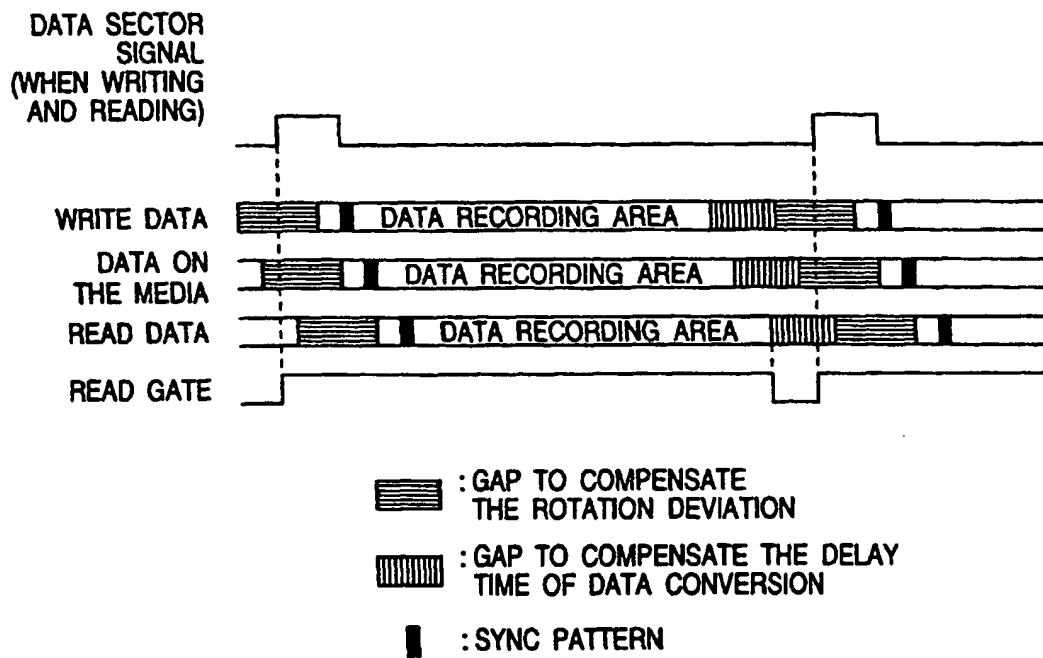 DATA SECTOR
SIGNAL
(WHEN WRITING
AND READING)
WRITE DATA
DATA RECORDING AREA
DATA ON
THE MEDIA
DATA RECORDING AREA
READ DATA
DATA RECORDING AREA
READ GATE
: GAP TO COMPENSATE
THE ROTATION DEVIATION
: GAP TO COMPENSATE THE DELAY
TIME OF DATA CONVERSION
: SYNC PATTERN